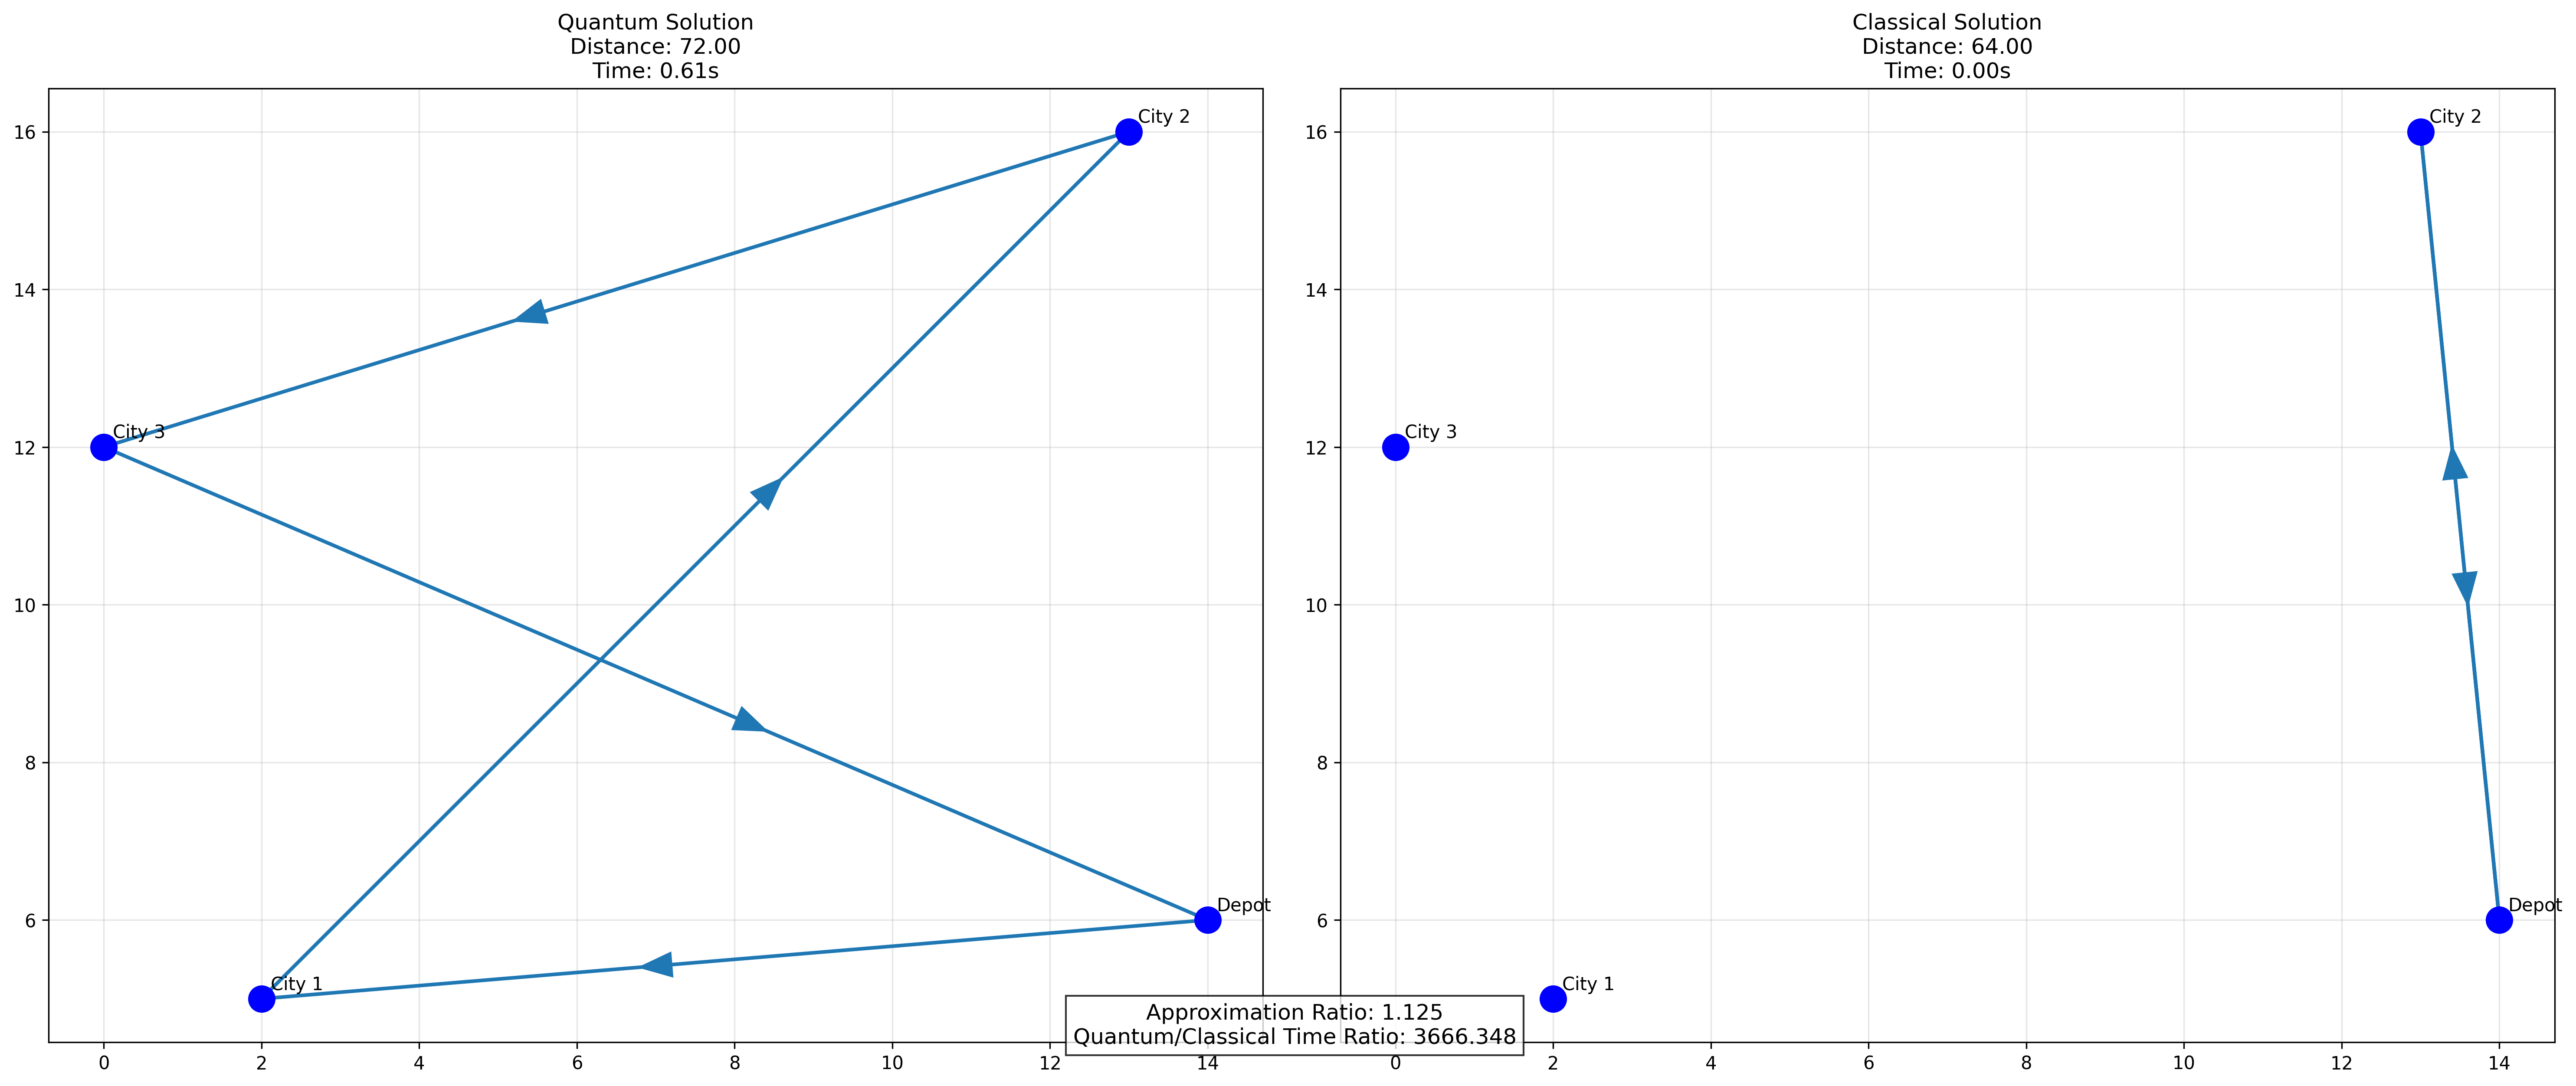 Quantum Solution
Distance: 72.00
Time: 0.61s
16
14
12
10
8
6
0
2
4
6
8
10
12
14
City 2
City 3
Depot
City 1
Classical Solution
Distance: 64.00
Time: 0.00s
16
14
12
10
8
6
0
2
4
6
8
10
12
14
City 2
City 3
Depot
City 1
Approximation Ratio: 1.125
Quantum/Classical Time Ratio: 3666.348